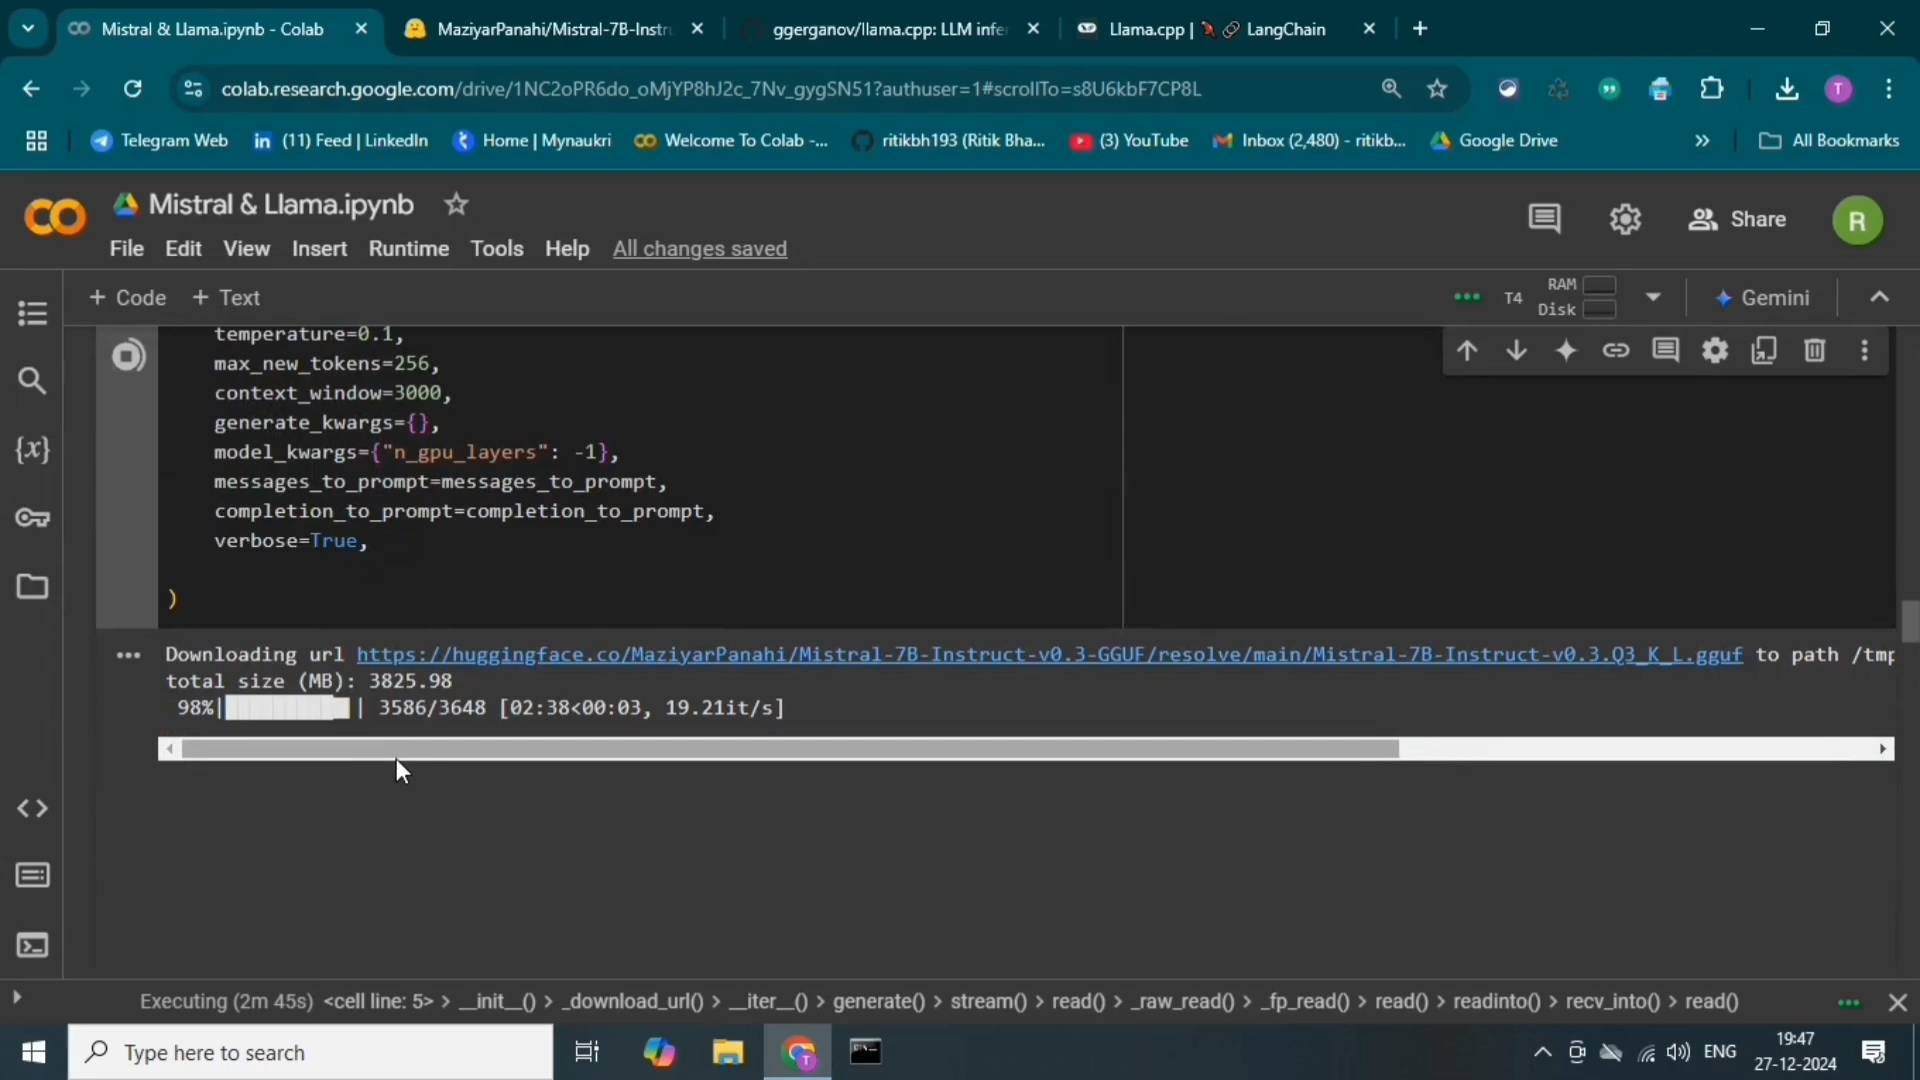 Mistral & Llama.ipynb - Colab
MaziyarPanahi/Mistral-7B-Instr
ggerganov/llama.cpp: LLM infer
Llama.cpp | LangChain
colab.research.google.com/drive/1NC2oPR6do_oMjYP8hJ2c_7Nv_gygSN51?authuser=1#scrollTo=s8U6kbF7CP8L
T
Telegram Web
(11) Feed | LinkedIn
Home | Mynaukri
Welcome To Colab -...
ritikbh193 (Ritik Bha...
(3) YouTube
Inbox (2,480) - ritikb...
Google Drive
»
All Bookmarks
Mistral & Llama.ipynb
Share
R
File Edit View Insert Runtime Tools Help All changes saved
+ Code + Text
T4
RAM
Disk
Gemini
temperature=0.1,
max_new_tokens=256,
context_window=3000,
generate_kwargs={},
model_kwargs={"n_gpu_layers": -1},
messages_to_prompt=messages_to_prompt,
completion_to_prompt=completion_to_prompt,
verbose=True,
)
Downloading url https://huggingface.co/MaziyarPanahi/Mistral-7B-Instruct-v0.3-GGUF/resolve/main/Mistral-7B-Instruct-v0.3.Q3_K_L.gguf to path /tmp
total size (MB): 3825.98
98%| | 3586/3648 [02:38<00:03, 19.21it/s]
Executing (2m 45s) <cell line: 5> > __init__() > _download_url() > __iter__() > generate() > stream() > read() > _raw_read() > _fp_read() > read() > readinto() > recv_into() > read()
Type here to search
ENG
19:47
27-12-2024